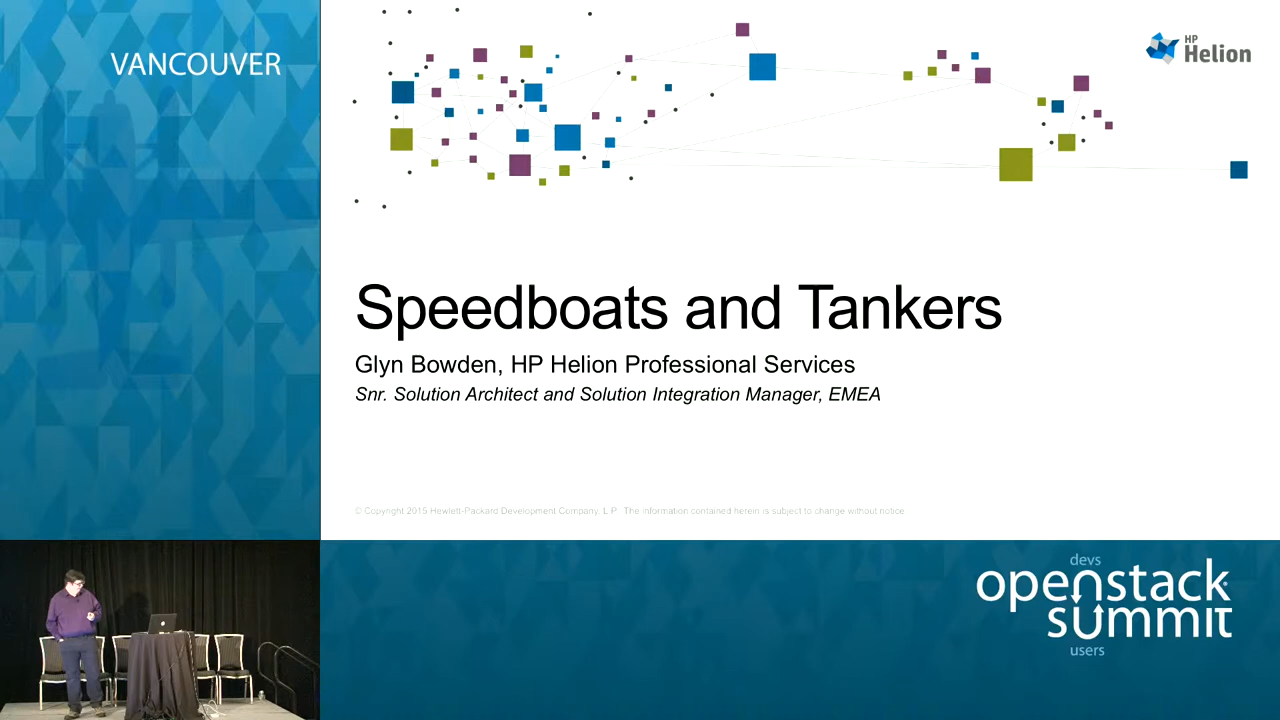 VANCOUVER
HP
Helion
Speedboats and Tankers
Glyn Bowden, HP Helion Professional Services
Snr. Solution Architect and Solution Integration Manager, EMEA
© Copyright 2015 Hewlett-Packard Development Company, L.P. The information contained herein is subject to change without notice.
devs
openstack
summit
users